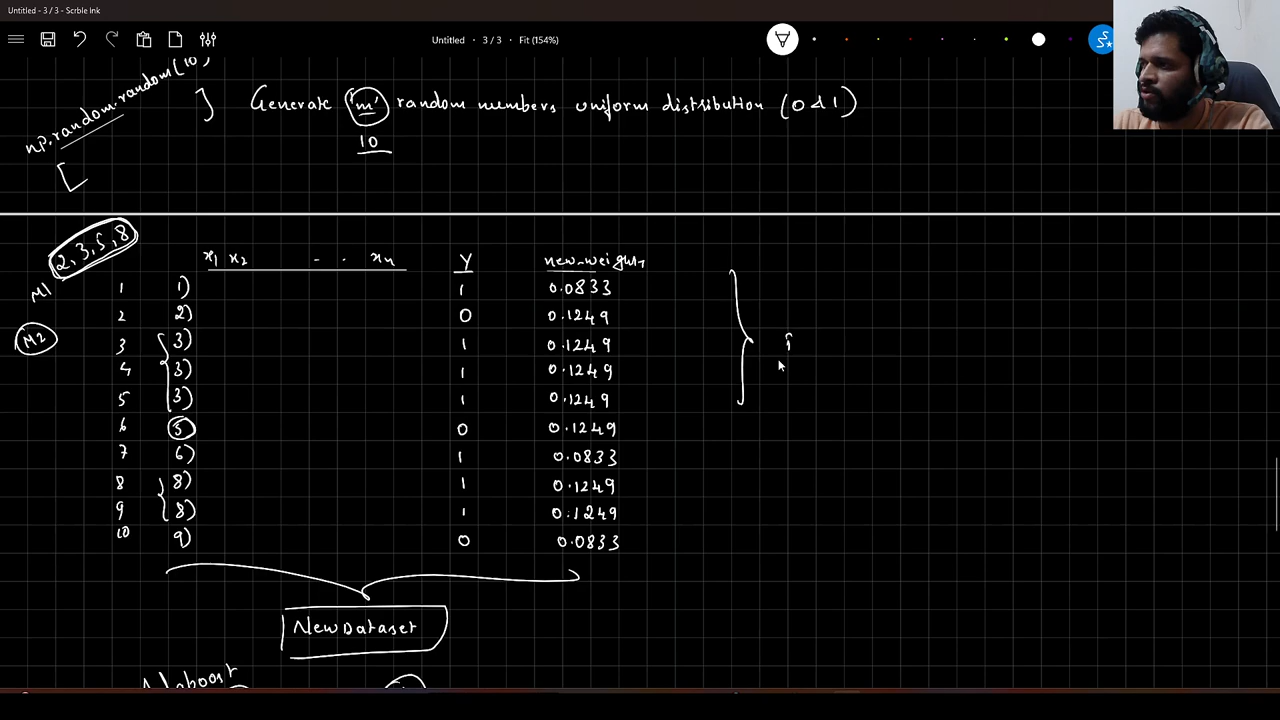 Untitled - 3 / 3 - Scrble Ink
Untitled • 3 / 3 • Fit (154%)
np.random.random(10)
] Generate 'm' random numbers uniform distribution (0 & 1)
10
[
2, 3, 5, 8
x1 x2 - . . xn Y new-weights
M1 1 1) 1 0.0833
2 2) 0 0.1249
M2 3 3) 1 0.1249
4 3) 1 0.1249
5 3) 1 0.1249
6 5) 0 0.1249
7 6) 1 0.0833
8 8) 1 0.1249
9 8) 1 0.1249
10 9) 0 0.0833
New Dataset
Adaboost